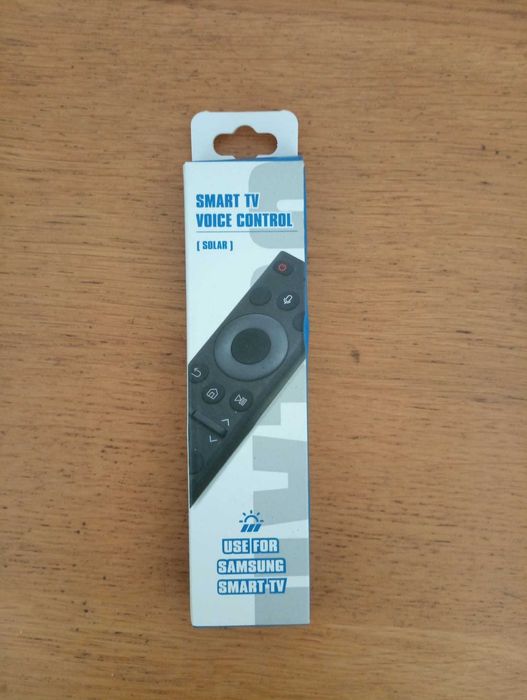 SMART TV
VOICE CONTROL
[ SOLAR ]
USE FOR
SAMSUNG
SMART TV